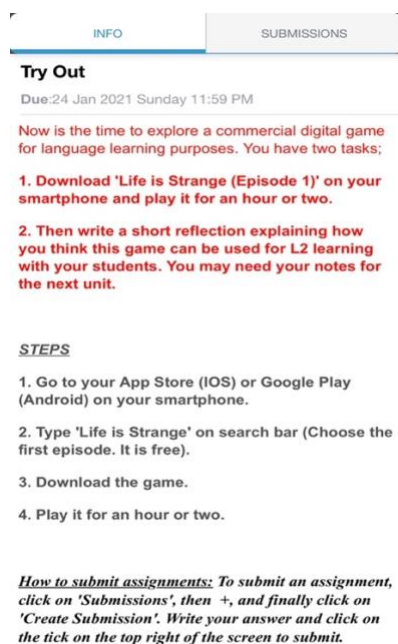 INFO
SUBMISSIONS
Try Out
Due:24 Jan 2021 Sunday 11:59 PM
Now is the time to explore a commercial digital game
for language learning purposes. You have two tasks;
1. Download 'Life is Strange (Episode 1)' on your
smartphone and play it for an hour or two.
2. Then write a short reflection explaining how
you think this game can be used for L2 learning
with your students. You may need your notes for
the next unit.
STEPS
1. Go to your App Store (IOS) or Google Play
(Android) on your smartphone.
2. Type 'Life is Strange' on search bar (Choose the
first episode. It is free).
3. Download the game.
4. Play it for an hour or two.
How to submit assignments: To submit an assignment,
click on 'Submissions', then +, and finally click on
'Create Submission'. Write your answer and click on
the tick on the top right of the screen to submit.